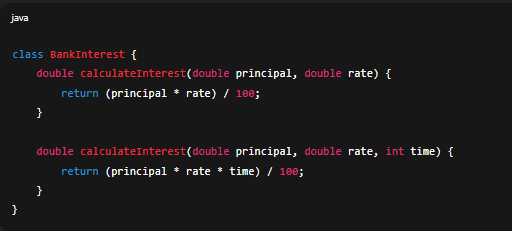 java
class BankInterest {
    double calculateInterest(double principal, double rate) {
        return (principal * rate) / 100;
    }

    double calculateInterest(double principal, double rate, int time) {
        return (principal * rate * time) / 100;
    }
}